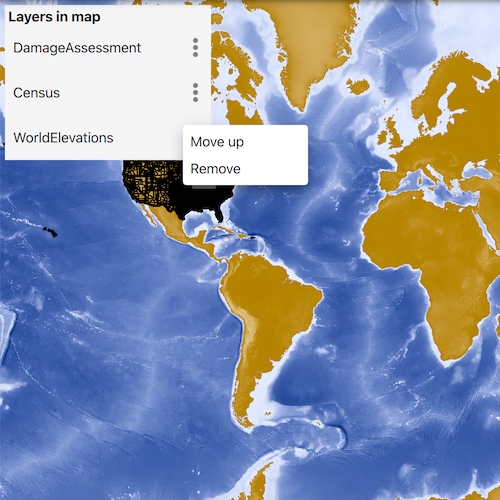 Layers in map
DamageAssessment
Census
WorldElevations
Move up
Remove